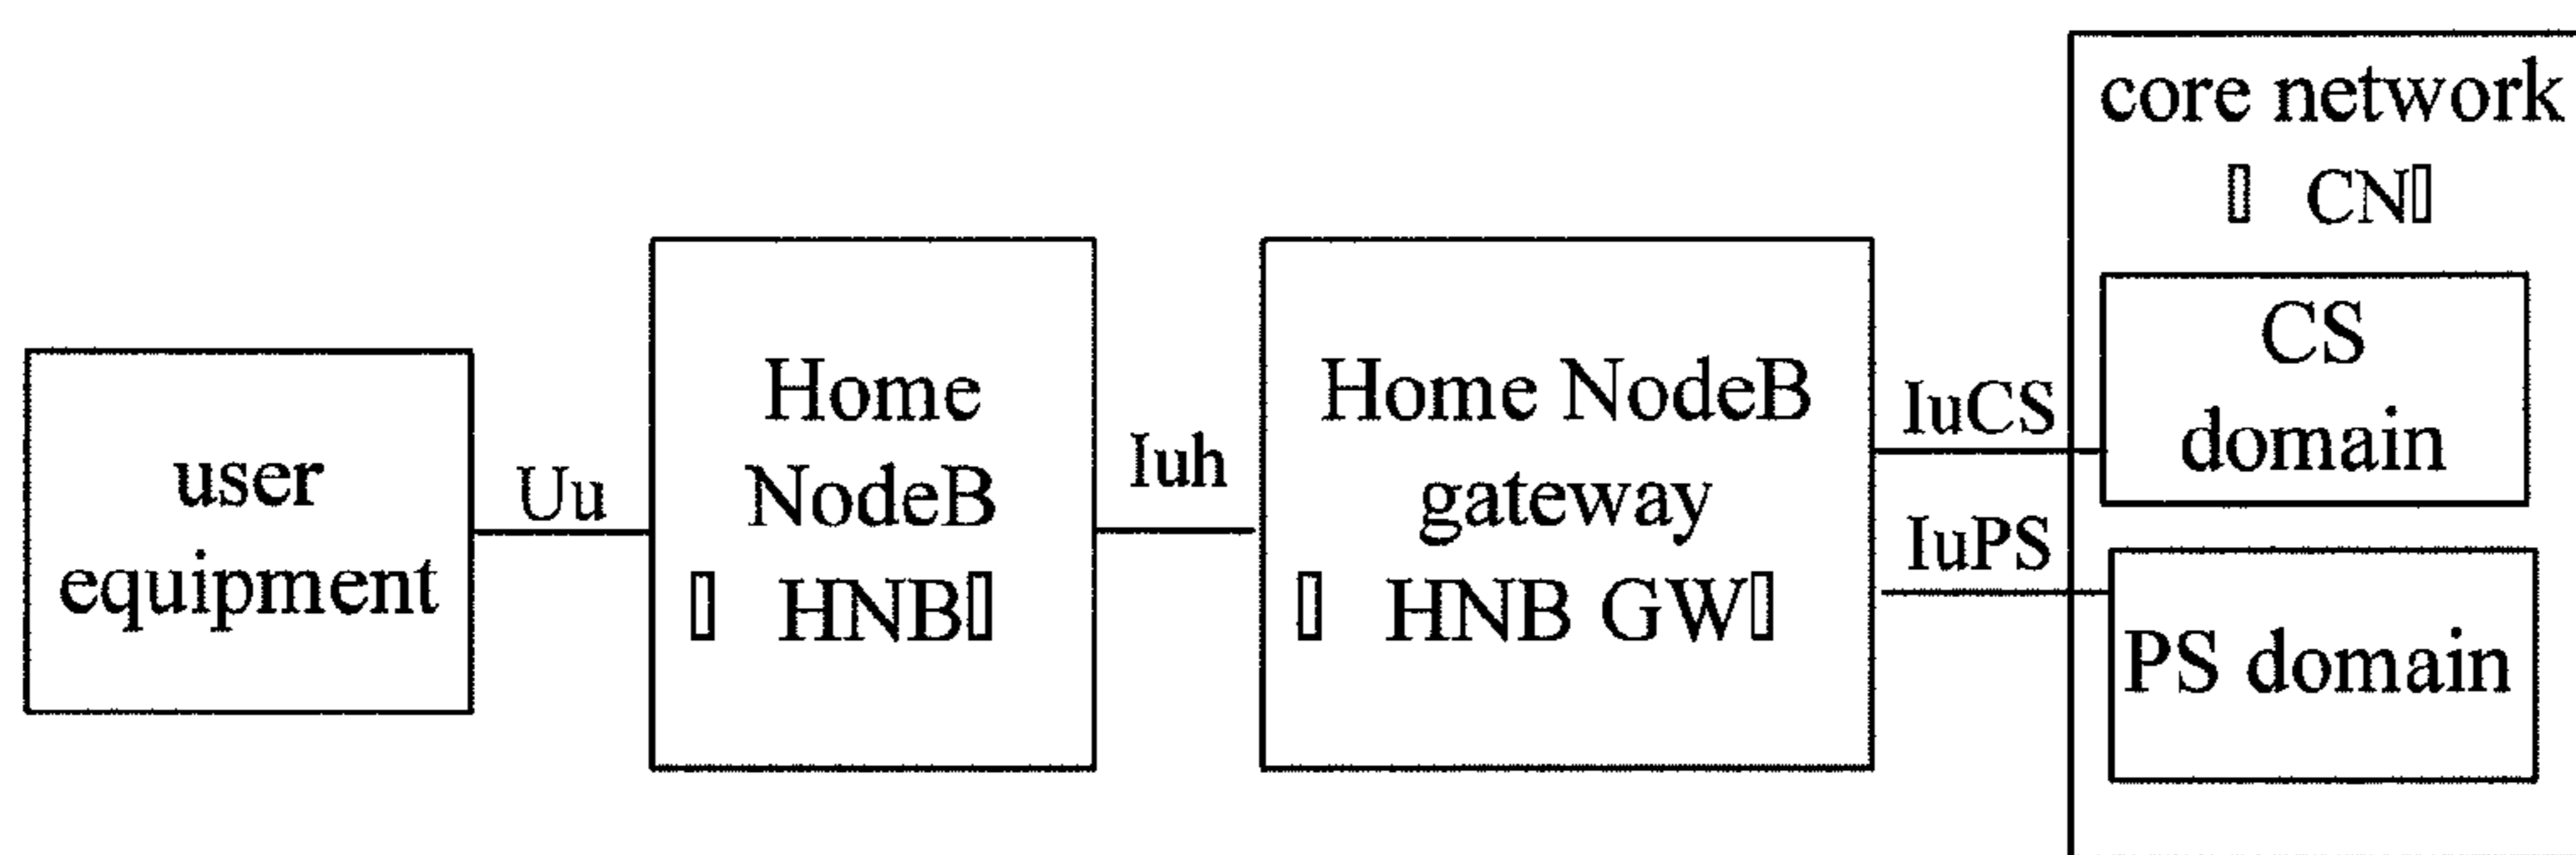 user
equipment
Uu
Home
NodeB
▯ HNB▯
Iuh
Home NodeB
gateway
▯ HNB GW▯
IuCS
IuPS
core network
▯ CN▯
CS
domain
PS domain